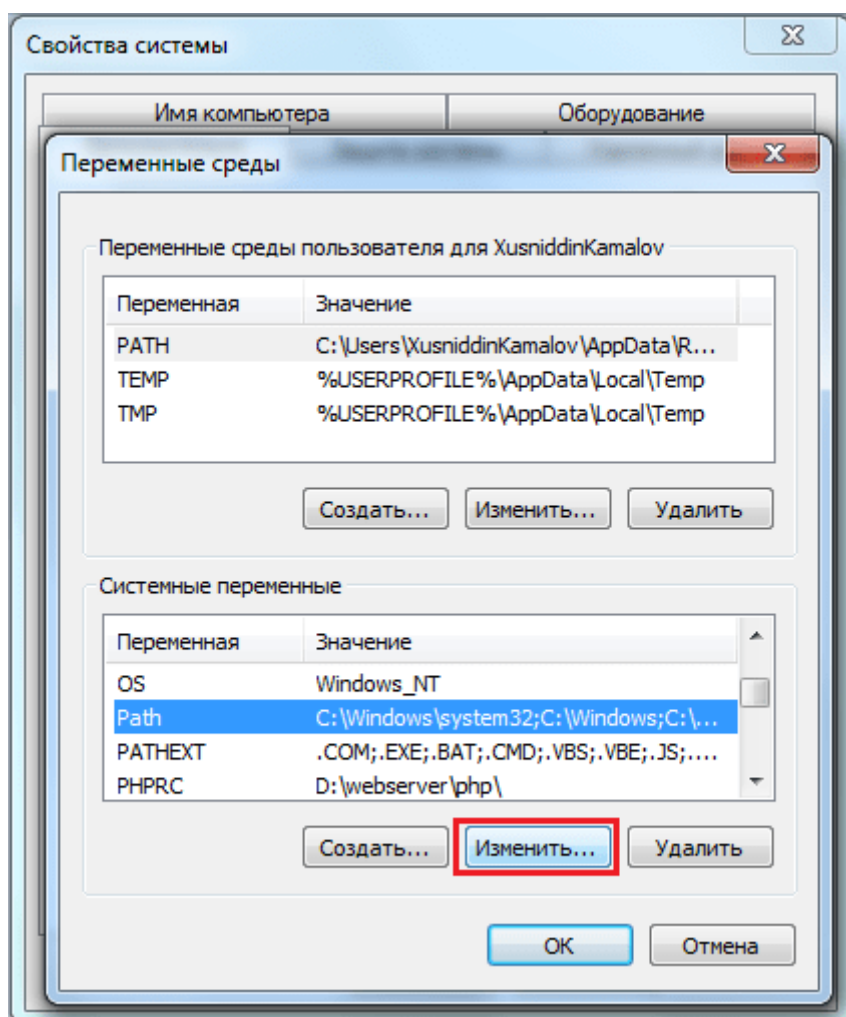 Свойства системы
Имя компьютера Оборудование
Переменные среды
Переменные среды пользователя для XusniddinKamalov
Переменная Значение
PATH C:\Users\XusniddinKamalov\AppData\R...
TEMP %USERPROFILE%\AppData\Local\Temp
TMP %USERPROFILE%\AppData\Local\Temp
Создать... Изменить... Удалить
Системные переменные
Переменная Значение
OS Windows_NT
Path C:\Windows\system32;C:\Windows;C:\...
PATHEXT .COM;.EXE;.BAT;.CMD;.VBS;.VBE;.JS;....
PHPRC D:\webserver\php\
Создать... Изменить... Удалить
ОК Отмена